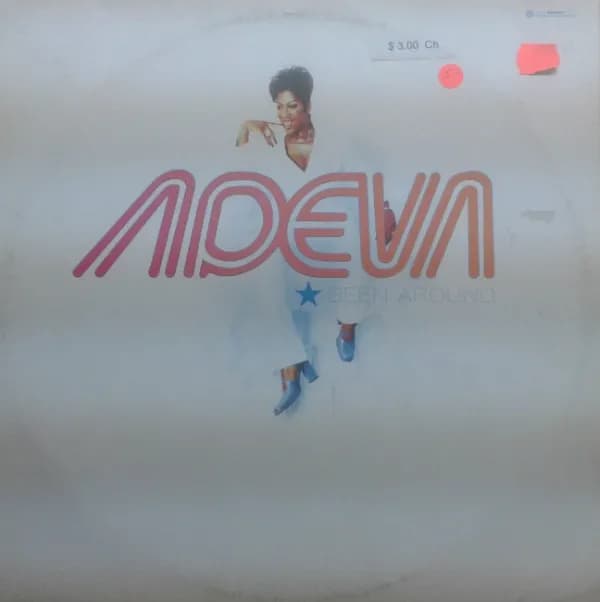 $ 3.00 Ch
ADEVA
BEEN AROUND